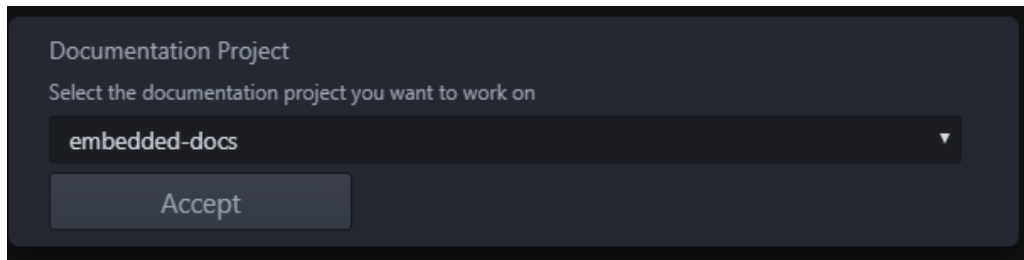 Documentation Project
Select the documentation project you want to work on
embedded-docs
Accept